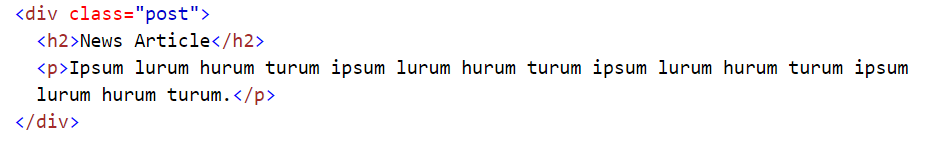 <div class="post">
<h2>News Article</h2>
<p>Ipsum lurum hurum turum ipsum lurum hurum turum ipsum lurum hurum turum ipsum
lurum hurum turum.</p>
</div>